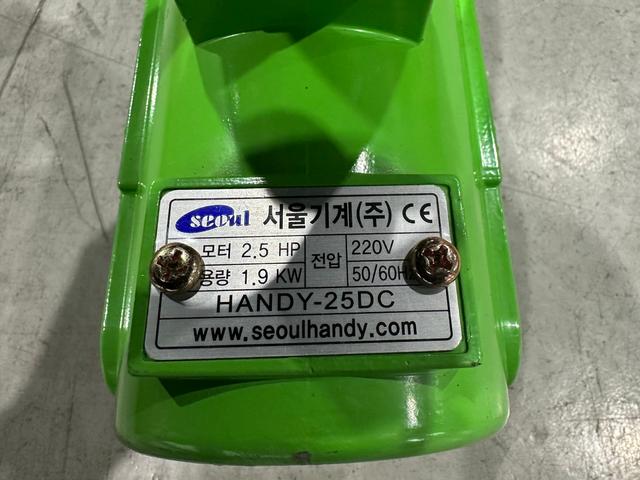 seoul 서울기계(주) CE
모터 2.5 HP 전압 220V
용량 1.9 KW 50/60H
HANDY-25DC
www.seoulhandy.com